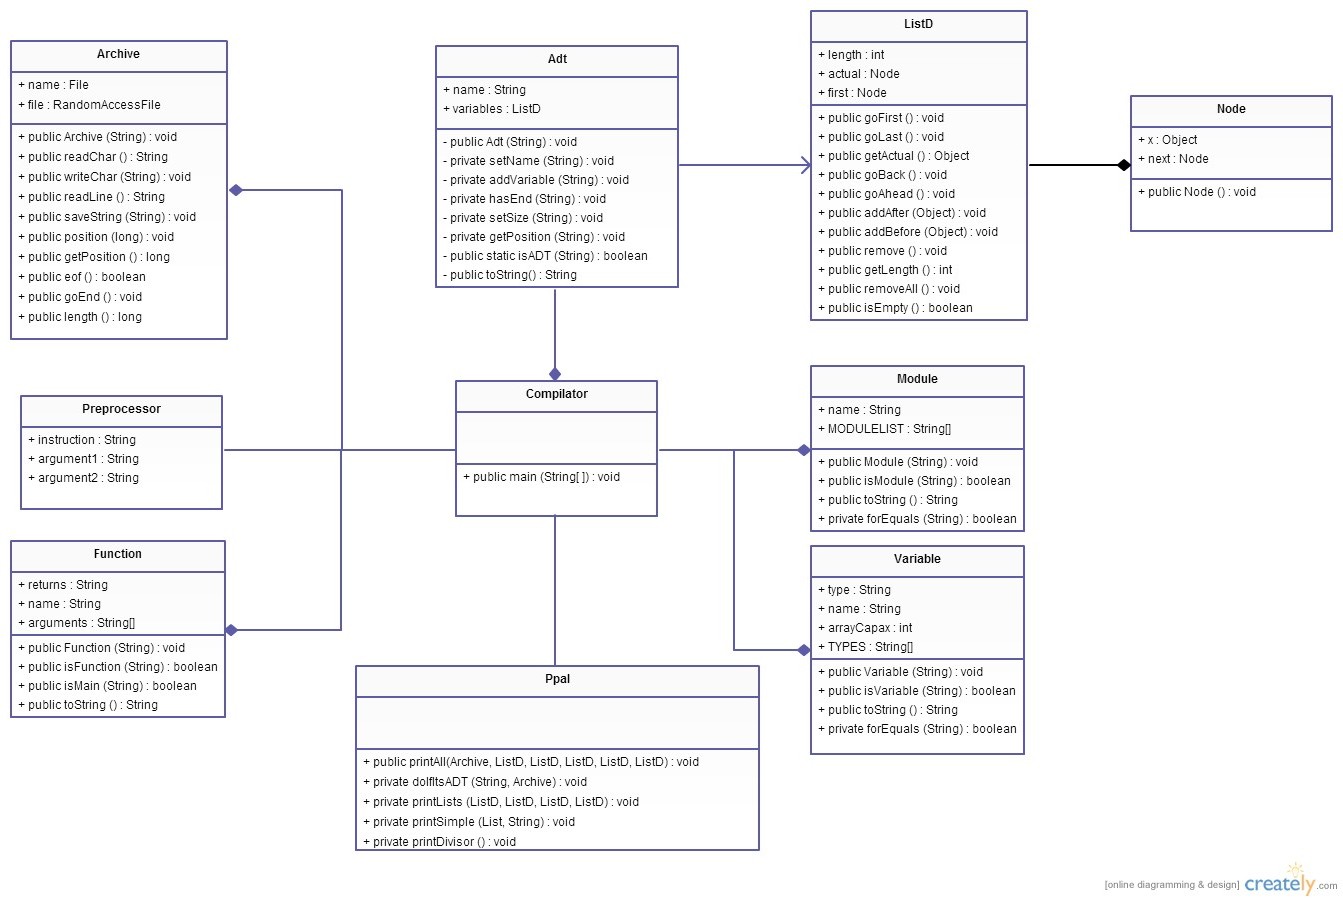 Archive
+ name : File
+ file : RandomAccessFile
+ public Archive (String) : void
+ public readChar () : String
+ public writeChar (String) : void
+ public readLine () : String
+ public saveString (String) : void
+ public position (long) : void
+ public getPosition () : long
+ public eof () : boolean
+ public goEnd () : void
+ public length () : long
Adt
+ name : String
+ variables : ListD
- public Adt (String) : void
- private setName (String) : void
- private addVariable (String) : void
- private hasEnd (String) : void
- private setSize (String) : void
- private getPosition (String) : void
- public static isADT (String) : boolean
- public toString() : String
ListD
+ length : int
+ actual : Node
+ first : Node
+ public goFirst () : void
+ public goLast () : void
+ public getActual () : Object
+ public goBack () : void
+ public goAhead () : void
+ public addAfter (Object) : void
+ public addBefore (Object) : void
+ public remove () : void
+ public getLength () : int
+ public removeAll () : void
+ public isEmpty () : boolean
Node
+ x : Object
+ next : Node
+ public Node () : void
Preprocessor
+ instruction : String
+ argument1 : String
+ argument2 : String
Compilator
+ public main (String[ ]) : void
Module
+ name : String
+ MODULELIST : String[]
+ public Module (String) : void
+ public isModule (String) : boolean
+ public toString () : String
+ private forEquals (String) : boolean
Function
+ returns : String
+ name : String
+ arguments : String[]
+ public Function (String) : void
+ public isFunction (String) : boolean
+ public isMain (String) : boolean
+ public toString () : String
Variable
+ type : String
+ name : String
+ arrayCapax : int
+ TYPES : String[]
+ public Variable (String) : void
+ public isVariable (String) : boolean
+ public toString () : String
+ private forEquals (String) : boolean
Ppal
+ public printAll(Archive, ListD, ListD, ListD, ListD, ListD) : void
+ private doIfItsADT (String, Archive) : void
+ private printLists (ListD, ListD, ListD, ListD) : void
+ private printSimple (List, String) : void
+ private printDivisor () : void
[online diagramming & design] creately.com